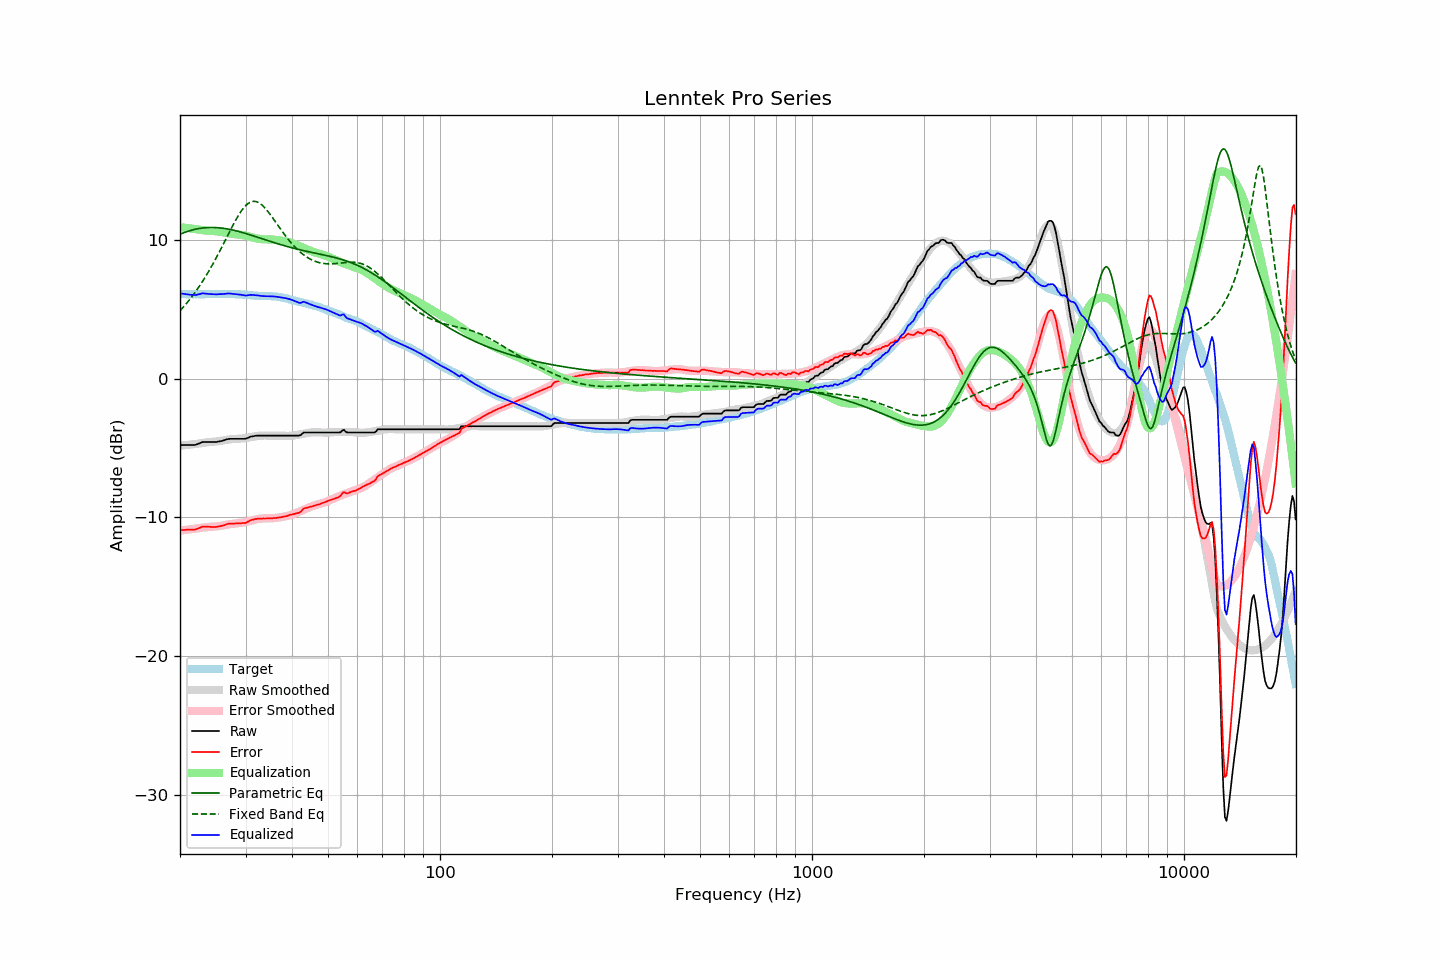 Lenntek Pro Series
Amplitude (dBr)
10
0
−10
−20
−30
Target
Raw Smoothed
Error Smoothed
Raw
Error
Equalization
Parametric Eq
Fixed Band Eq
Equalized
100
1000
10000
Frequency (Hz)